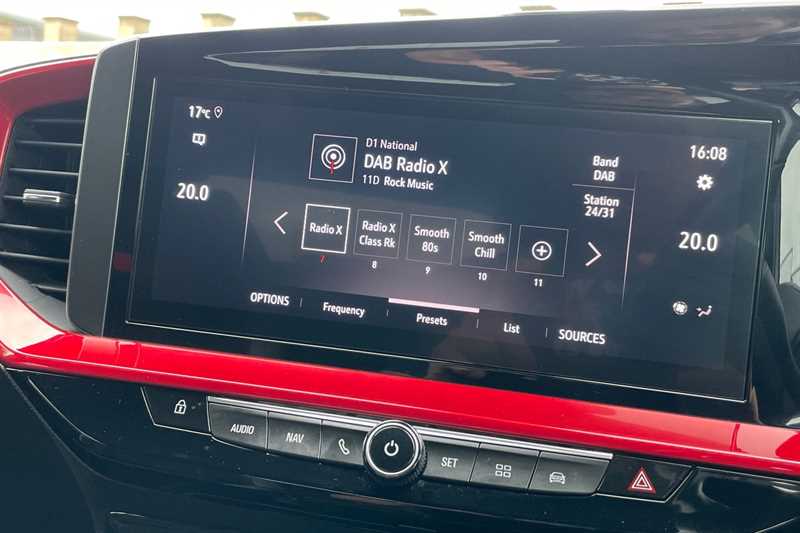 17°C
16:08
D1 National
DAB Radio X
11D Rock Music
Band
DAB
Station
24/31
20.0
20.0
Radio X
Radio X
Class Rk
Smooth
80s
Smooth
Chill
7
8
9
10
11
OPTIONS
Frequency
Presets
List
SOURCES
AUDIO
NAV
SET